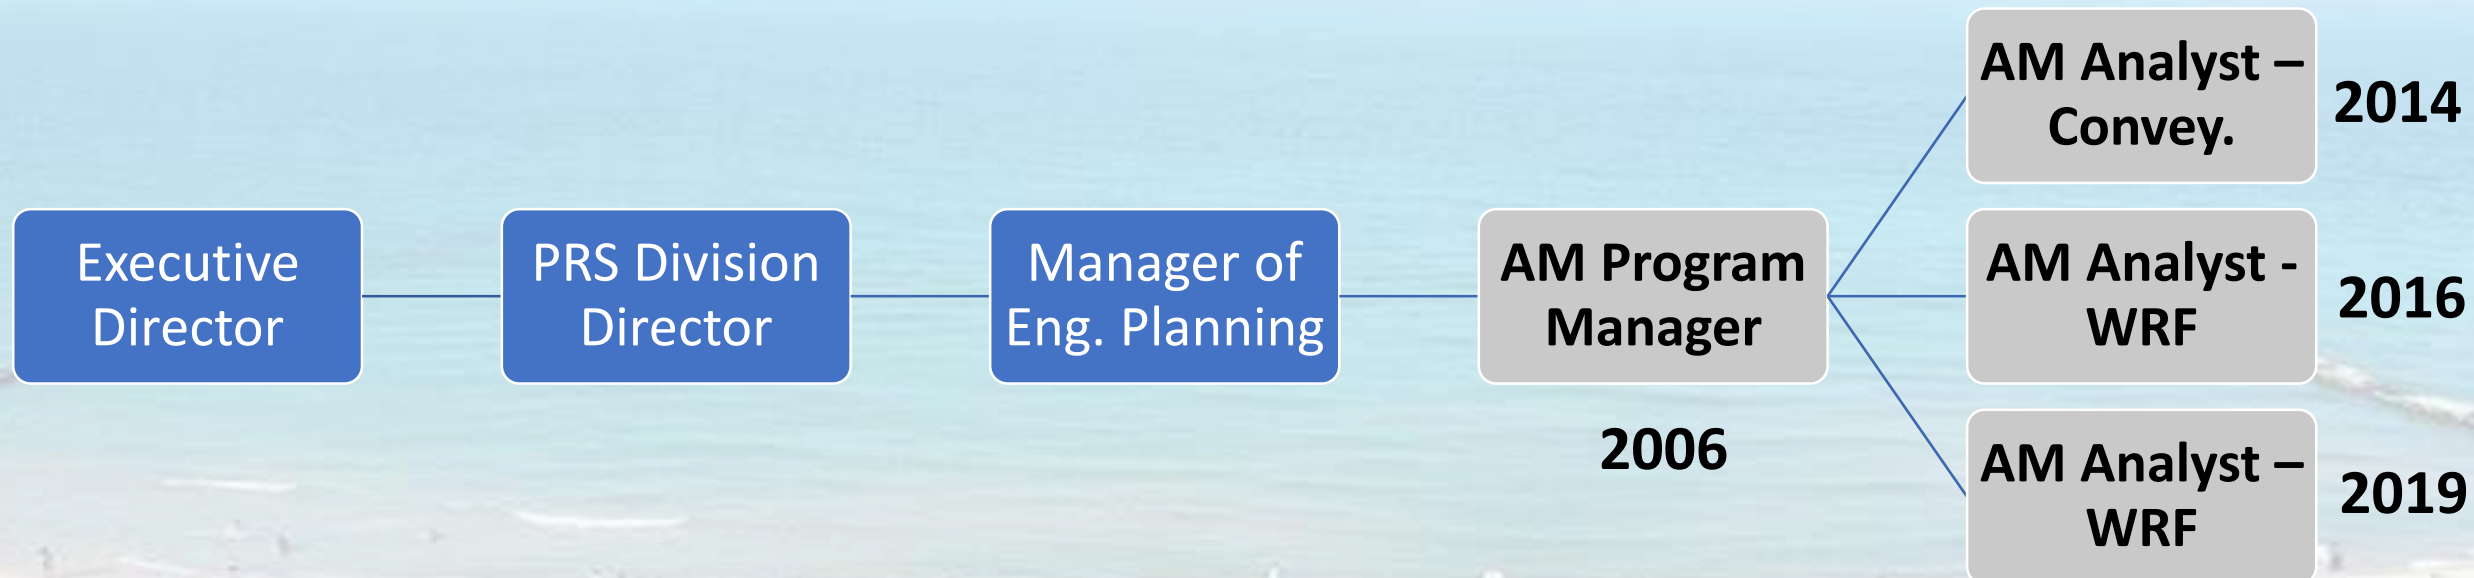 Executive
Director
PRS Division
Director
Manager of
Eng. Planning
AM Program
Manager
2006
AM Analyst –
Convey.
2014
AM Analyst -
WRF
2016
AM Analyst –
WRF
2019